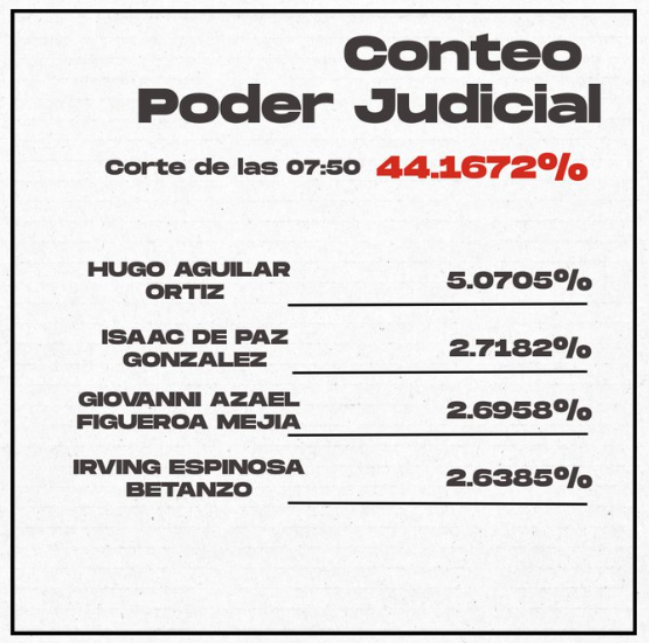 Conteo
Poder Judicial
Corte de las 07:50 44.1672%
HUGO AGUILAR
ORTIZ
5.0705%
ISAAC DE PAZ
GONZALEZ
2.7182%
GIOVANNI AZAEL
FIGUEROA MEJIA
2.6958%
IRVING ESPINOSA
BETANZO
2.6385%